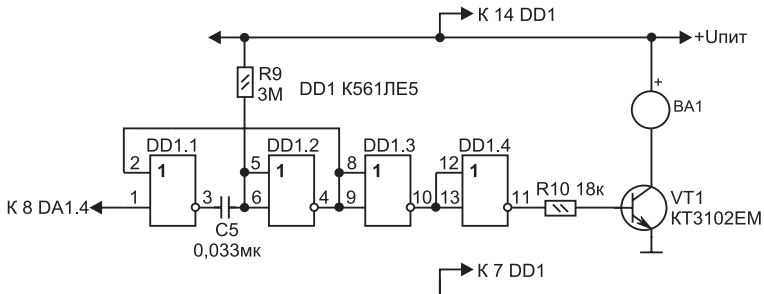 К 14 DD1
+Uпит
R9
3М
DD1 К561ЛЕ5
+
BA1
DD1.1
DD1.2
DD1.3
DD1.4
2
1
5
1
8
1
12
1
К 8 DA1.4
1
3
6
4
9
10
13
11
R10 18к
VT1
КТ3102ЕМ
C5
0,033мк
К 7 DD1